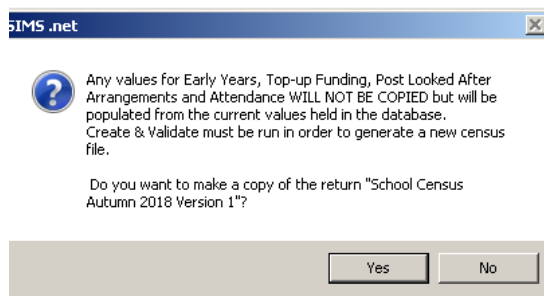 SIMS .net
Any values for Early Years, Top-up Funding, Post Looked After
Arrangements and Attendance WILL NOT BE COPIED but will be
populated from the current values held in the database.
Create & Validate must be run in order to generate a new census
file.
Do you want to make a copy of the return "School Census
Autumn 2018 Version 1"?
Yes No